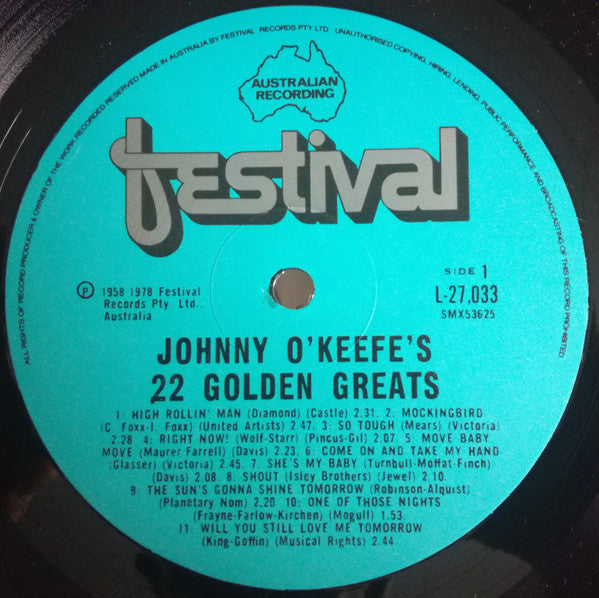 ALL RIGHTS OF RECORD PRODUCER & OWNER OF THE WORK RECORDED RESERVED MADE IN AUSTRALIA BY FESTIVAL RECORDS PTY LTD UNAUTHORISED COPYING, HIRING, LENDING, PUBLIC PERFORMANCE AND BROADCASTING OF THIS RECORD PROHIBITED
AUSTRALIAN
RECORDING
festival
Ⓟ 1958 1978 Festival
Records Pty Ltd.,
Australia
SIDE 1
L-27,033
SMX53625
JOHNNY O'KEEFE'S
22 GOLDEN GREATS
1: HIGH ROLLIN' MAN (Diamond) (Castle) 2.31. 2: MOCKINGBIRD
(C. Foxx-I. Foxx) (United Artists) 2.47. 3: SO TOUGH (Mears) (Victoria)
2.28 4: RIGHT NOW! (Wolf-Starr) (Pincus-Gil) 2.07. 5: MOVE BABY
MOVE (Maurer Farrell) (Davis) 2.23. 6: COME ON AND TAKE MY HAND
(Glasser) (Victoria) 2.45. 7: SHE'S MY BABY (Turnbull-Moffat-Finch)
(Davis) 2.08. 8: SHOUT (Isley Brothers) (Jewel) 2.10.
9: THE SUN'S GONNA SHINE TOMORROW (Robinson-Alquist)
(Planetary Nom) 2.20 10: ONE OF THOSE NIGHTS
(Frayne-Farlow-Kirchen) (Mogull) 1.53.
11: WILL YOU STILL LOVE ME TOMORROW
(King-Goffin) (Musical Rights) 2.44.